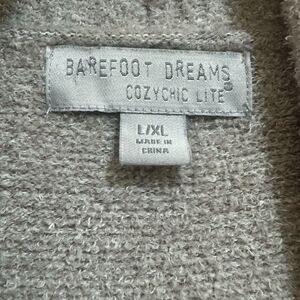 BAREFOOT DREAMS
COZYCHIC LITE®
L/XL
MADE IN
CHINA